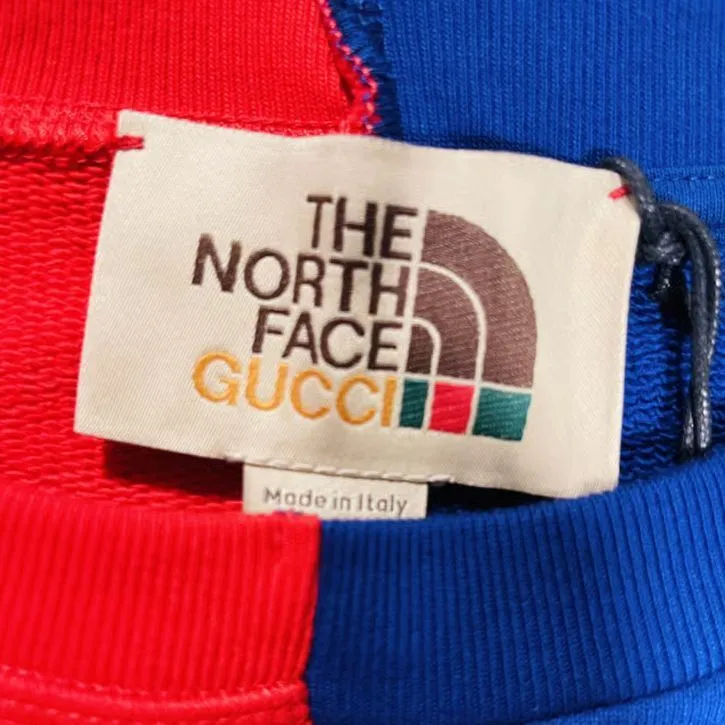 THE
NORTH
FACE
GUCCI
Made in Italy